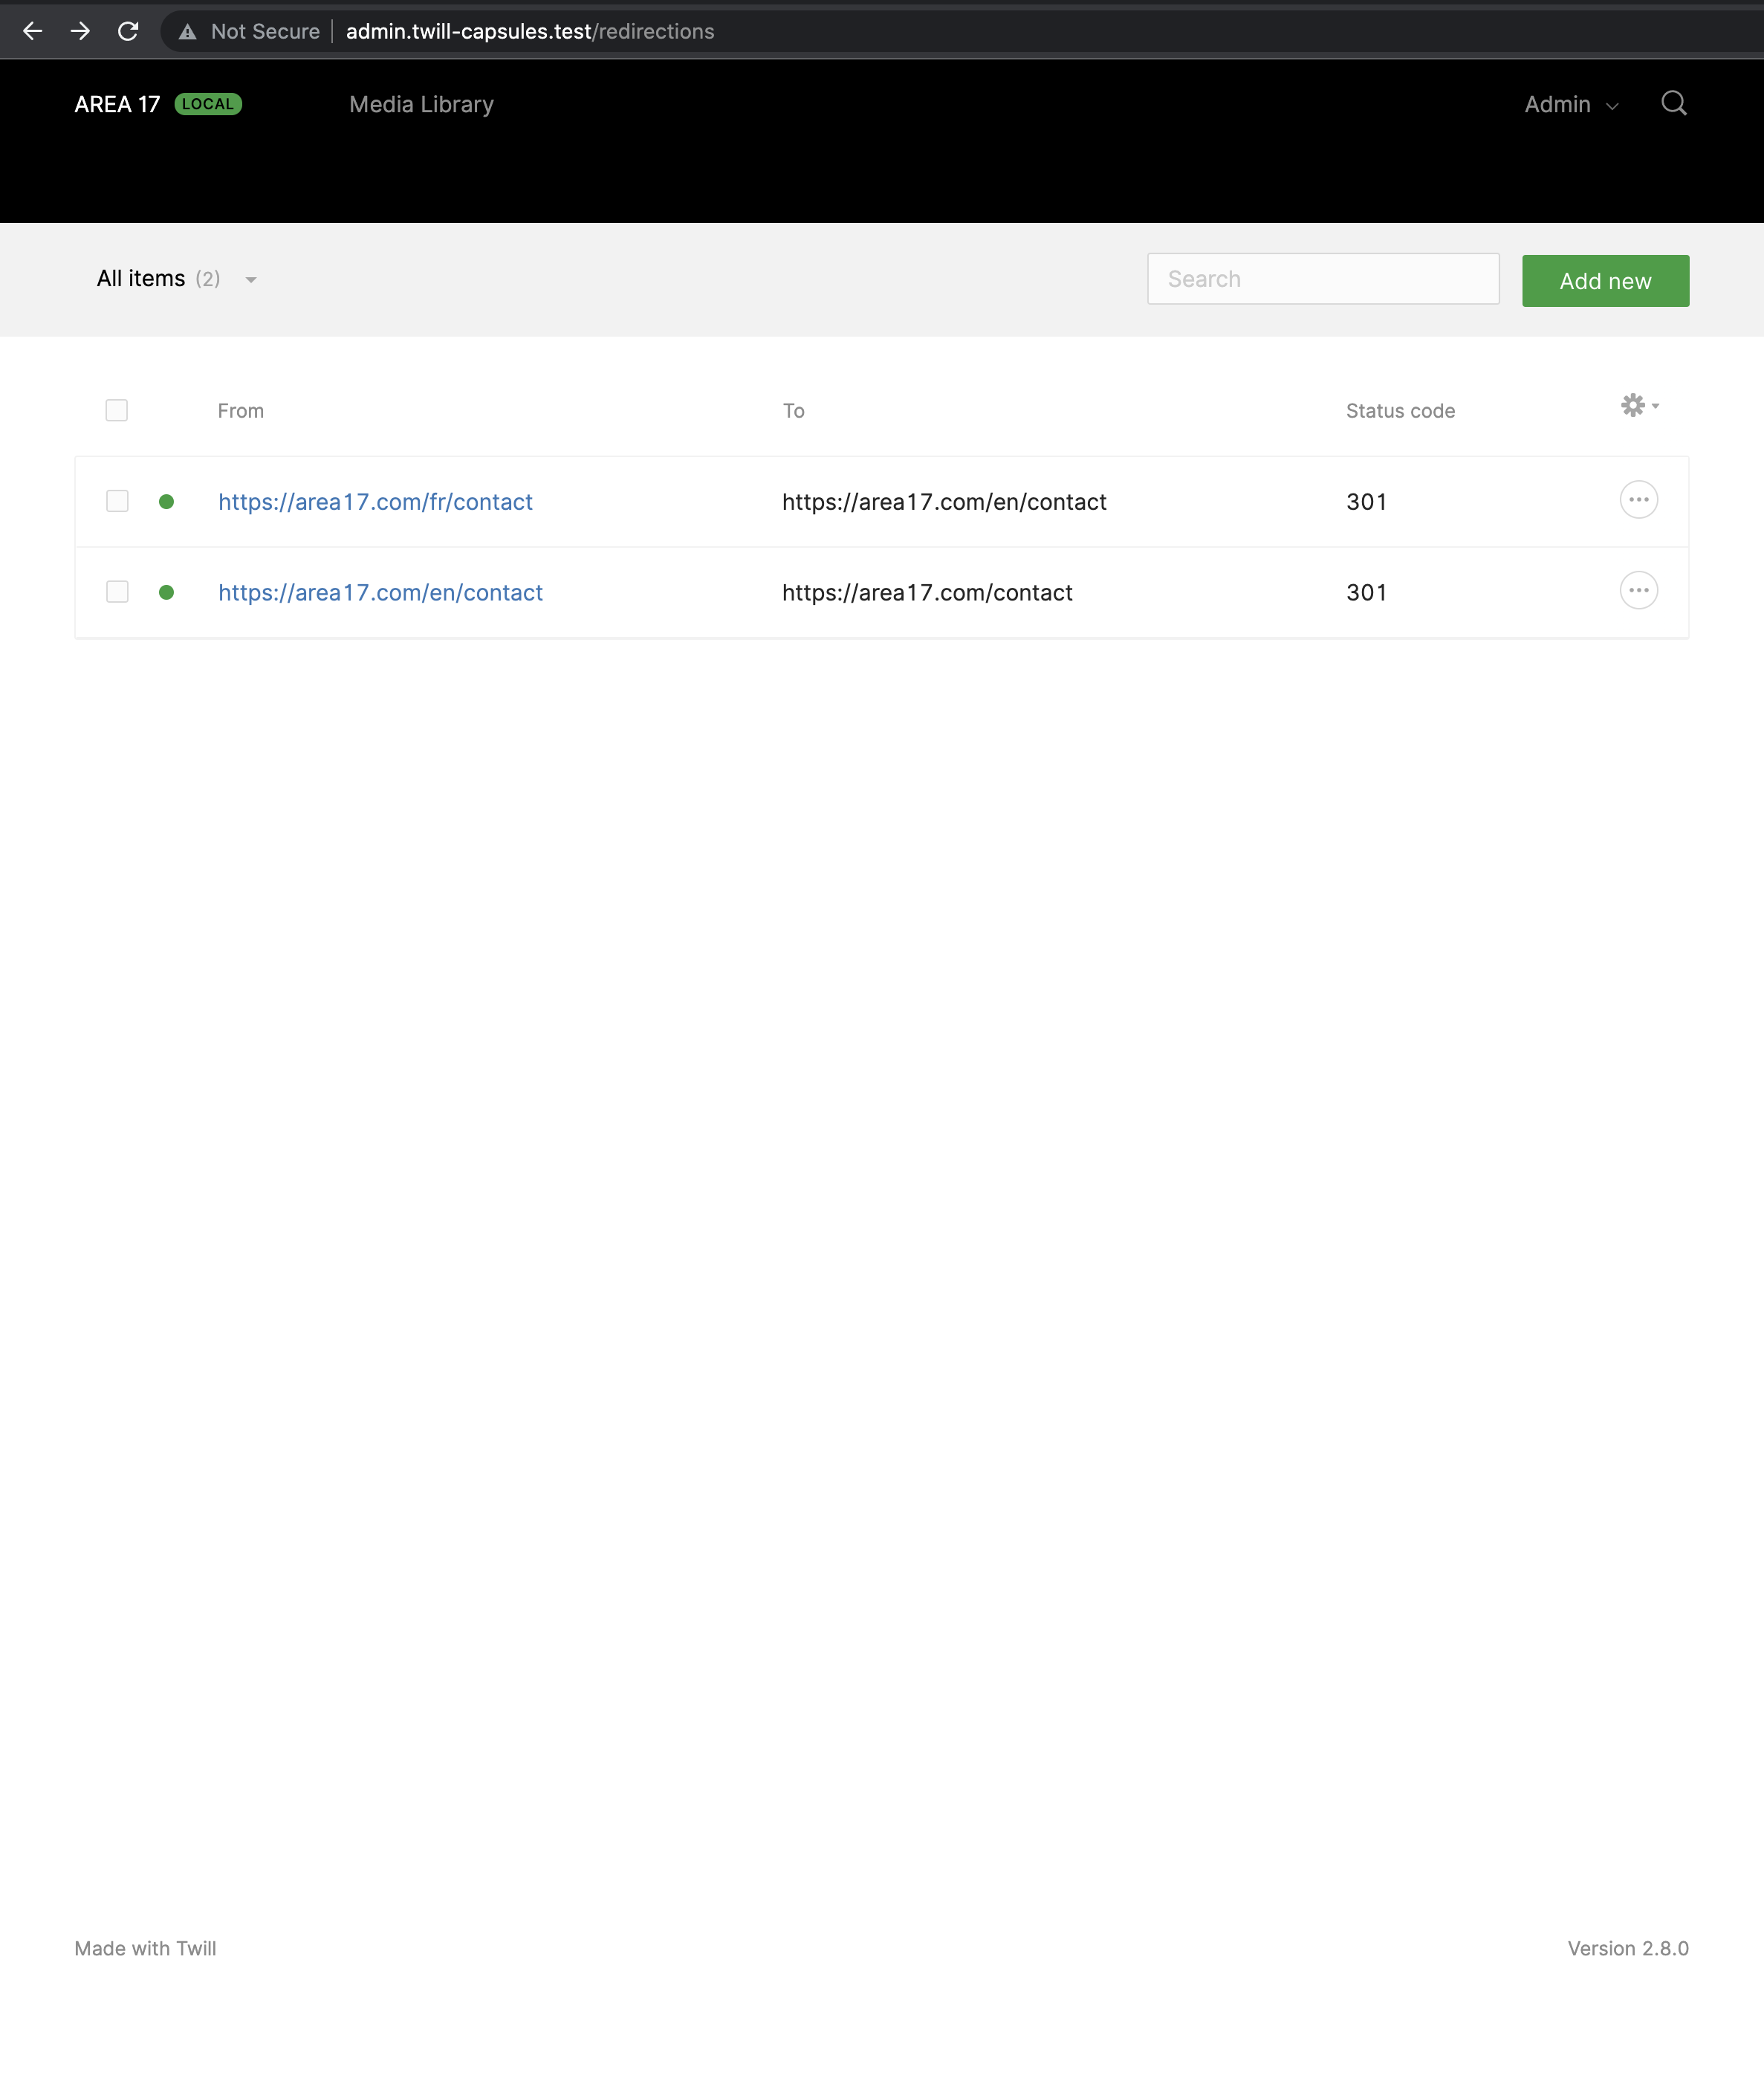 Not Secure admin.twill-capsules.test/redirections
AREA 17 LOCAL Media Library Admin
All items (2) Search Add new
From To Status code
https://area17.com/fr/contact https://area17.com/en/contact 301
https://area17.com/en/contact https://area17.com/contact 301
Made with Twill Version 2.8.0